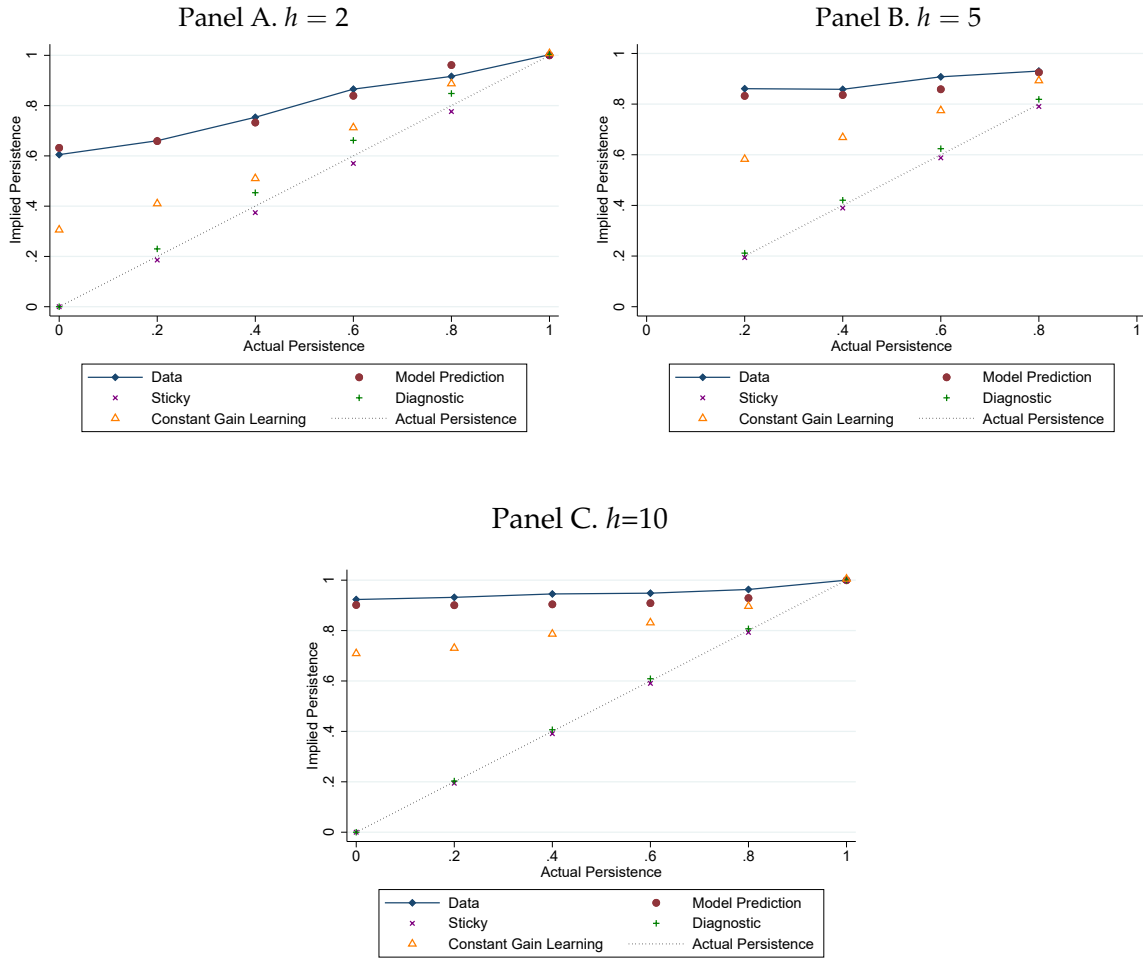 Panel A. h = 2
Panel B. h = 5
Implied Persistence
0 .2 .4 .6 .8 1
0 .2 .4 .6 .8 1
Actual Persistence
Data Model Prediction
Sticky Diagnostic
Constant Gain Learning Actual Persistence
Implied Persistence
0 .2 .4 .6 .8 1
0 .2 .4 .6 .8 1
Actual Persistence
Data Model Prediction
Sticky Diagnostic
Constant Gain Learning Actual Persistence
Panel C. h=10
Implied Persistence
0 .2 .4 .6 .8 1
0 .2 .4 .6 .8 1
Actual Persistence
Data Model Prediction
Sticky Diagnostic
Constant Gain Learning Actual Persistence